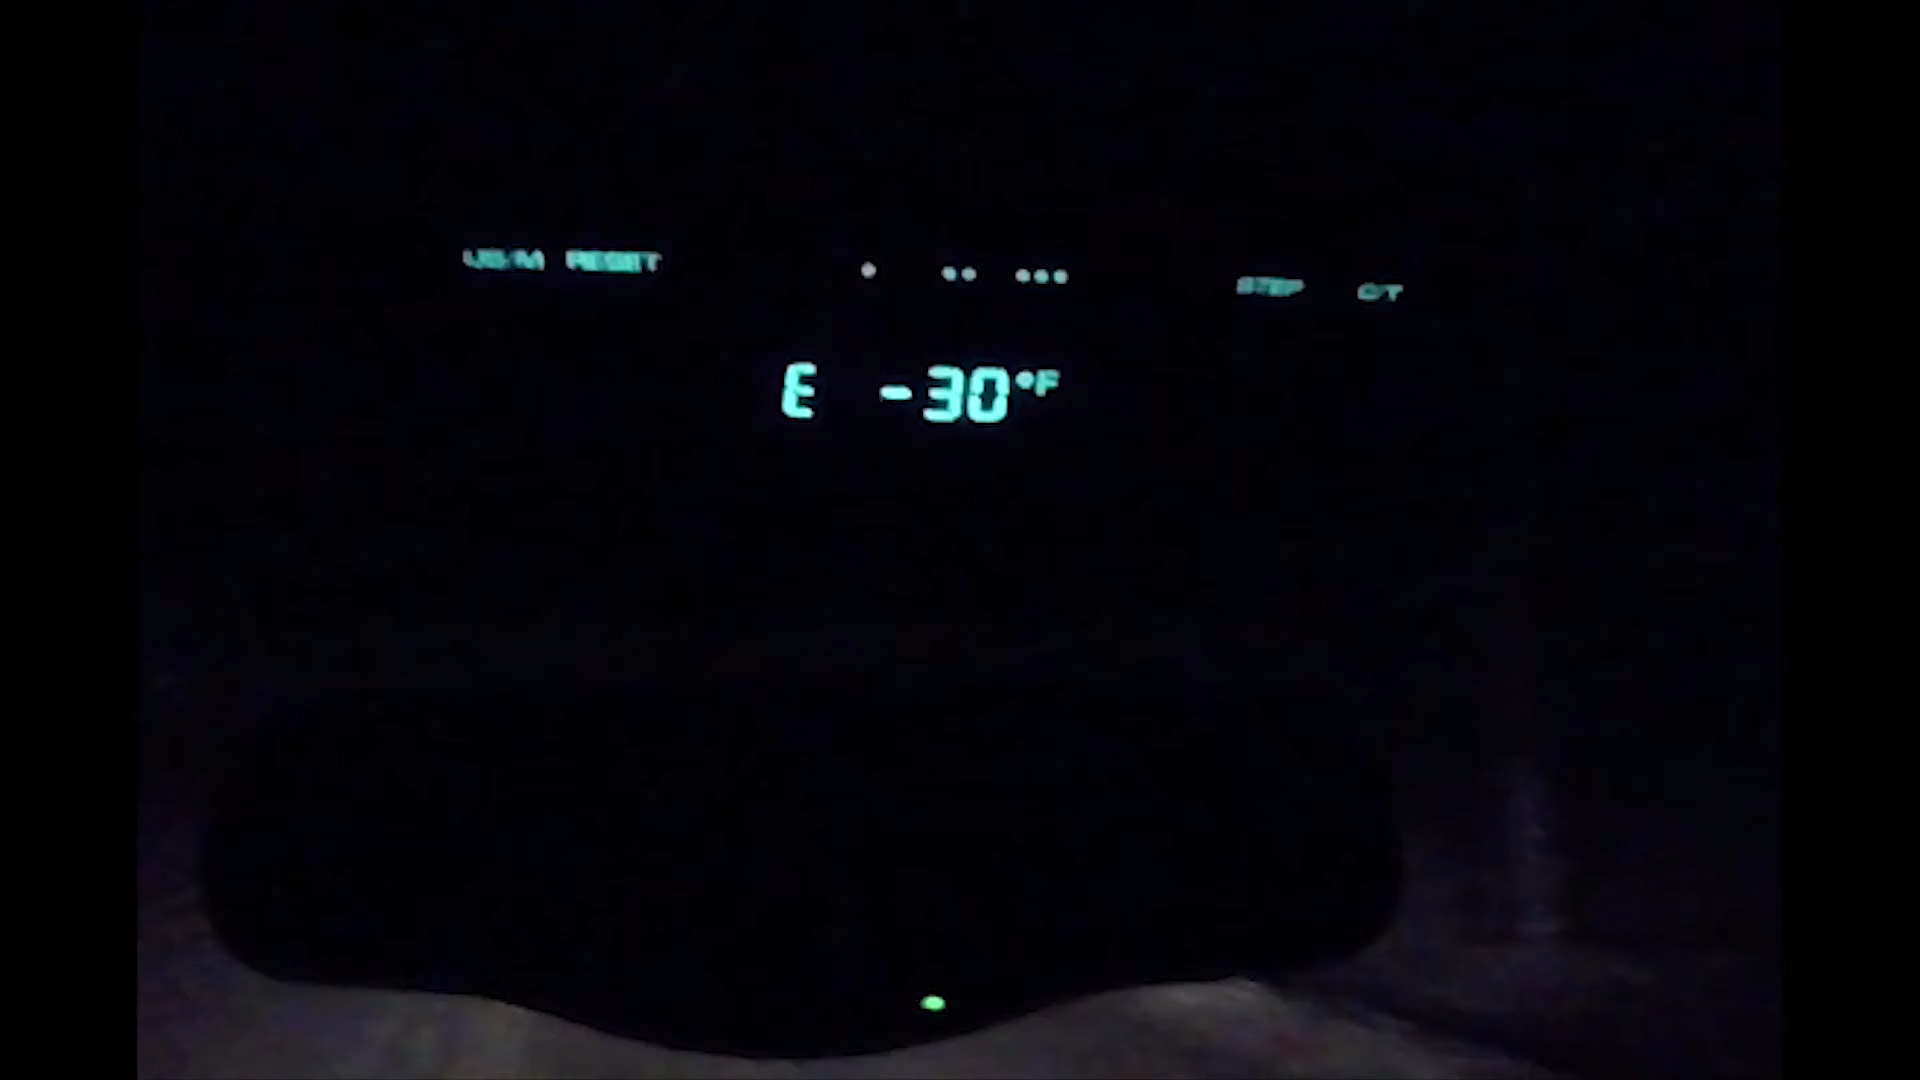 US/M RESET • •• ••• STEP C/T
E -30°F